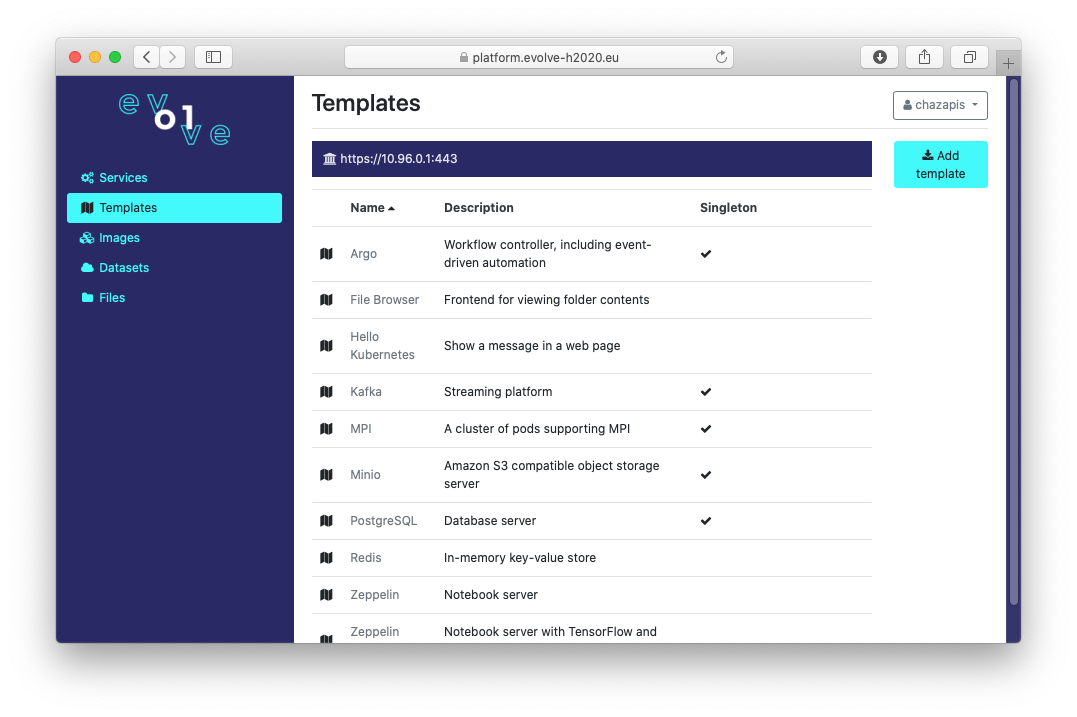 platform.evolve-h2020.eu
ev
ol
ve
Templates
chazapis
https://10.96.0.1:443
Add
template
Services
Templates
Images
Datasets
Files
Name Description Singleton
Argo
Workflow controller, including event-
driven automation
File Browser
Frontend for viewing folder contents
Hello
Kubernetes
Show a message in a web page
Kafka
Streaming platform
MPI
A cluster of pods supporting MPI
Minio
Amazon S3 compatible object storage
server
PostgreSQL
Database server
Redis
In-memory key-value store
Zeppelin
Notebook server
Zeppelin
Notebook server with TensorFlow and